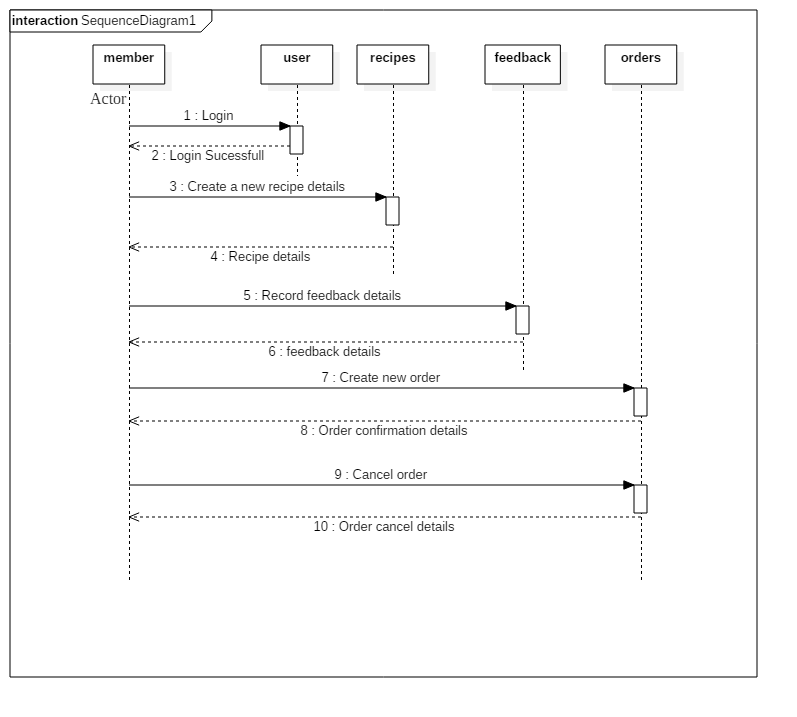 interaction SequenceDiagram1
member user recipes feedback orders
Actor
1 : Login
2 : Login Sucessfull
3 : Create a new recipe details
4 : Recipe details
5 : Record feedback details
6 : feedback details
7 : Create new order
8 : Order confirmation details
9 : Cancel order
10 : Order cancel details